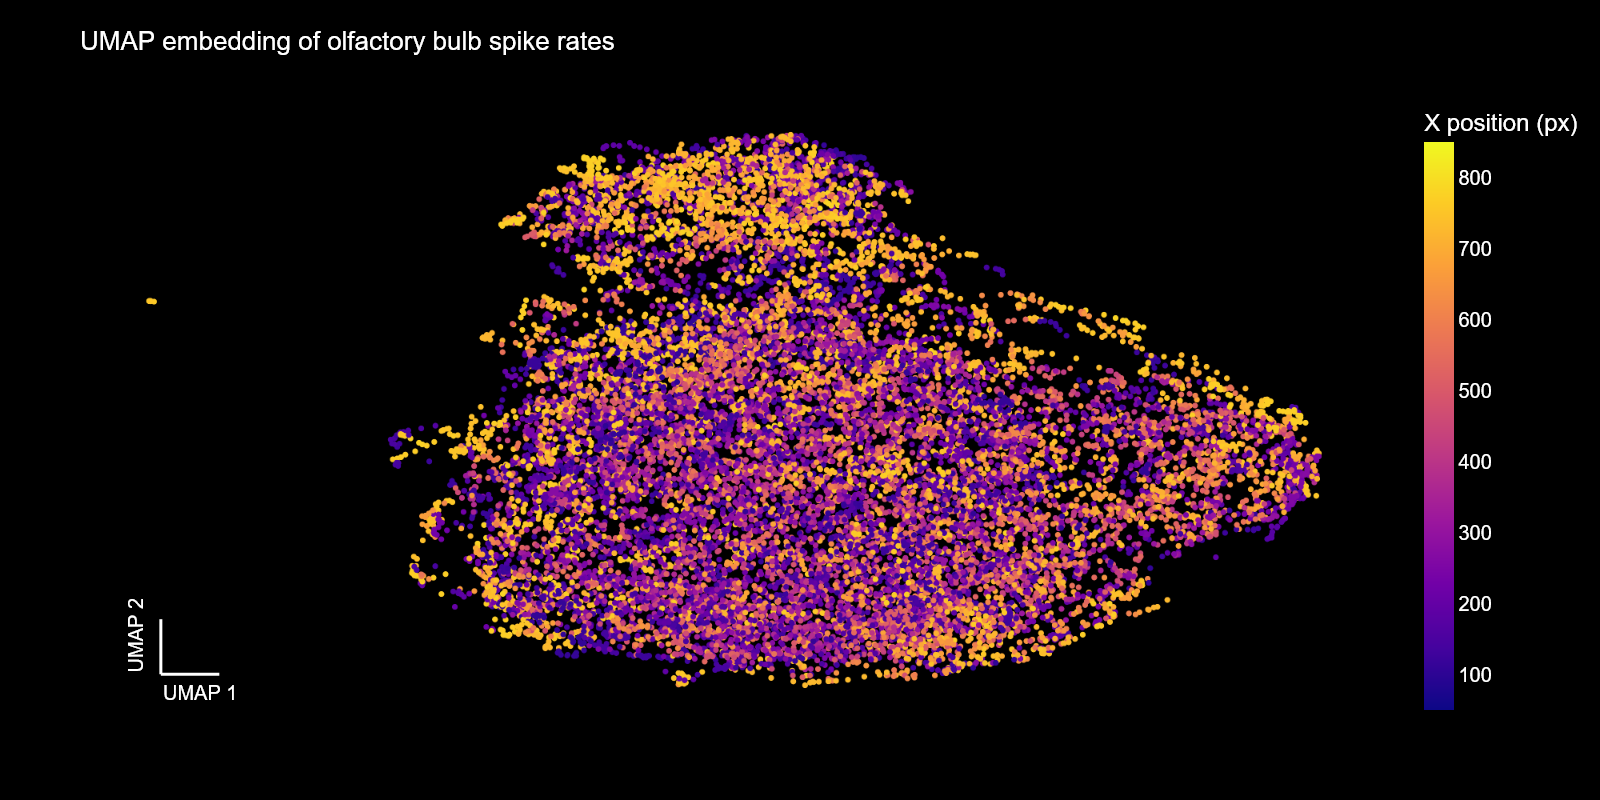 UMAP embedding of olfactory bulb spike rates
X position (px)
800
700
600
500
400
300
200
100
UMAP 2
UMAP 1